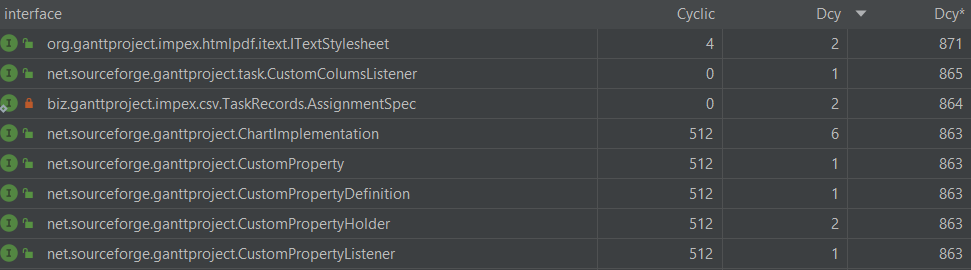 interface Cyclic Dcy Dcy*
I org.ganttproject.impex.htmlpdf.itext.ITextStylesheet 4 2 871
I net.sourceforge.ganttproject.task.CustomColumsListener 0 1 865
I biz.ganttproject.impex.csv.TaskRecords.AssignmentSpec 0 2 864
I net.sourceforge.ganttproject.ChartImplementation 512 6 863
I net.sourceforge.ganttproject.CustomProperty 512 1 863
I net.sourceforge.ganttproject.CustomPropertyDefinition 512 1 863
I net.sourceforge.ganttproject.CustomPropertyHolder 512 2 863
I net.sourceforge.ganttproject.CustomPropertyListener 512 1 863